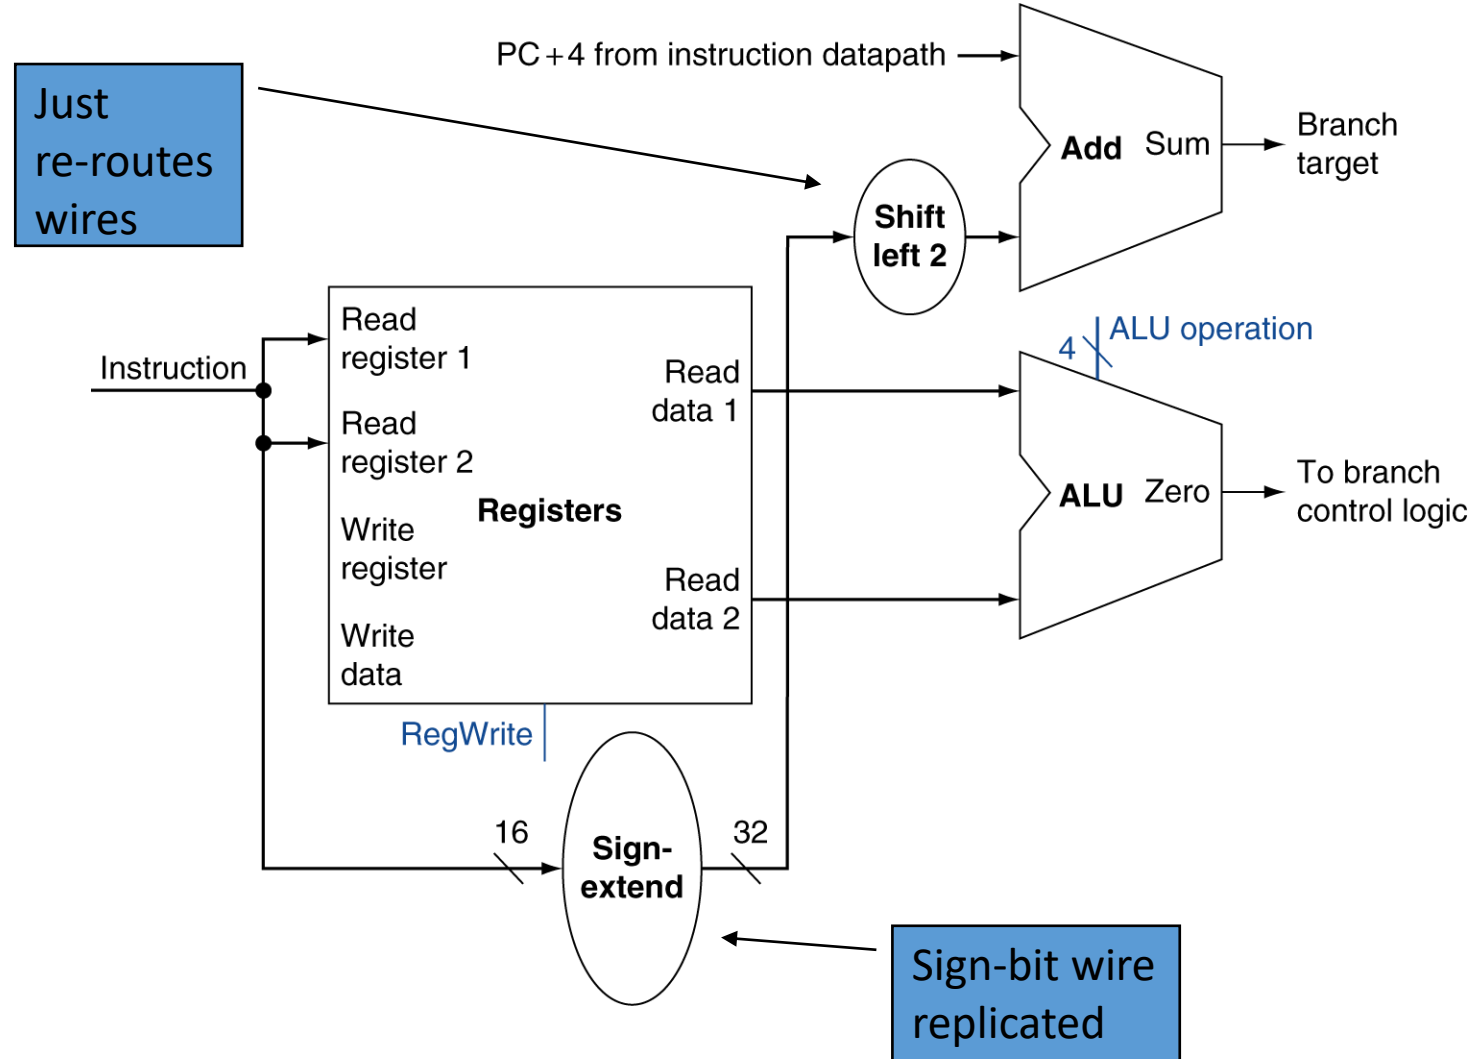 PC+4 from instruction datapath
Just
re-routes
wires
Add Sum
Branch
target
Shift
left 2
Read
register 1
Instruction
Read
data 1
4
ALU operation
Read
register 2
Registers
ALU Zero
To branch
control logic
Write
register
Read
data 2
Write
data
RegWrite
16
32
Sign-
extend
Sign-bit wire
replicated